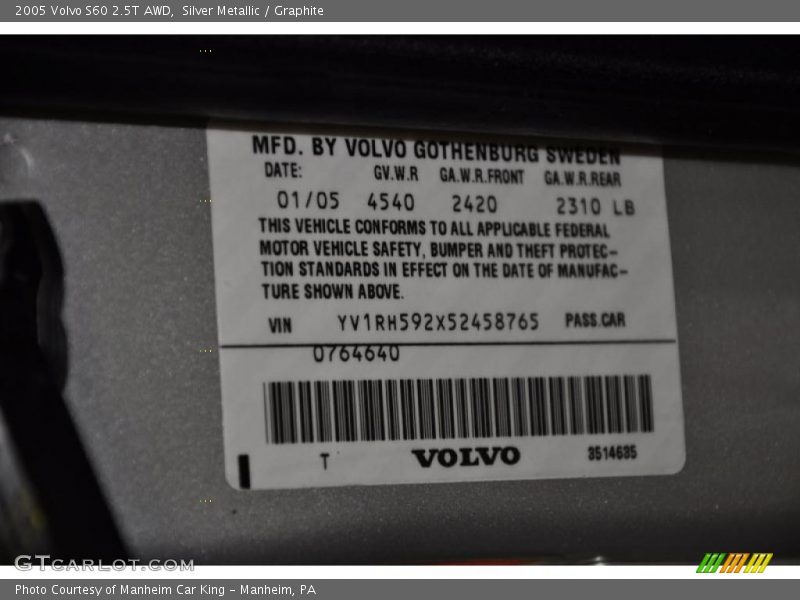 2005 Volvo S60 2.5T AWD,  Silver Metallic / Graphite
MFD. BY VOLVO GOTHENBURG SWEDEN
DATE: GV.W.R GA.W.R.FRONT GA.W.R.REAR
01/05 4540 2420 2310 LB
THIS VEHICLE CONFORMS TO ALL APPLICABLE FEDERAL
MOTOR VEHICLE SAFETY, BUMPER AND THEFT PROTEC-
TION STANDARDS IN EFFECT ON THE DATE OF MANUFAC-
TURE SHOWN ABOVE.
VIN YV1RH592X52458765 PASS.CAR
0764640
T VOLVO 3514635
GTCARLOT.COM
Photo Courtesy of Manheim Car King - Manheim, PA